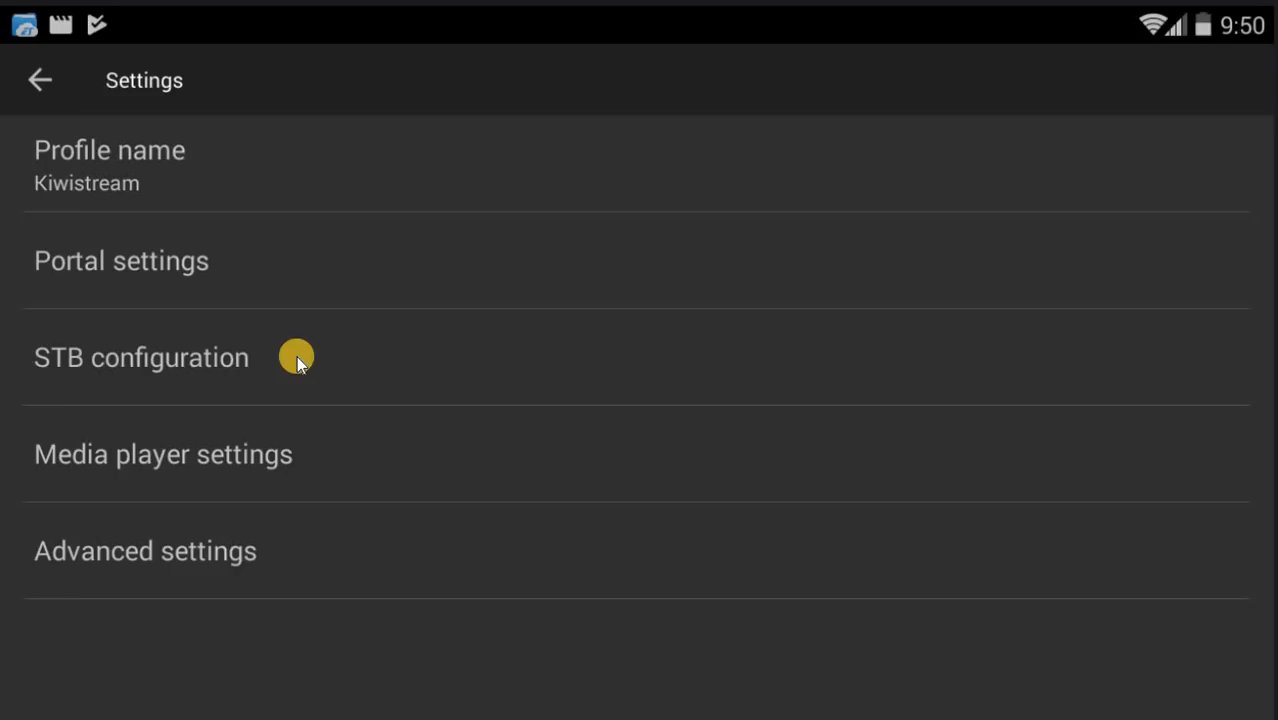 9:50
Settings
Profile name
Kiwistream
Portal settings
STB configuration
Media player settings
Advanced settings